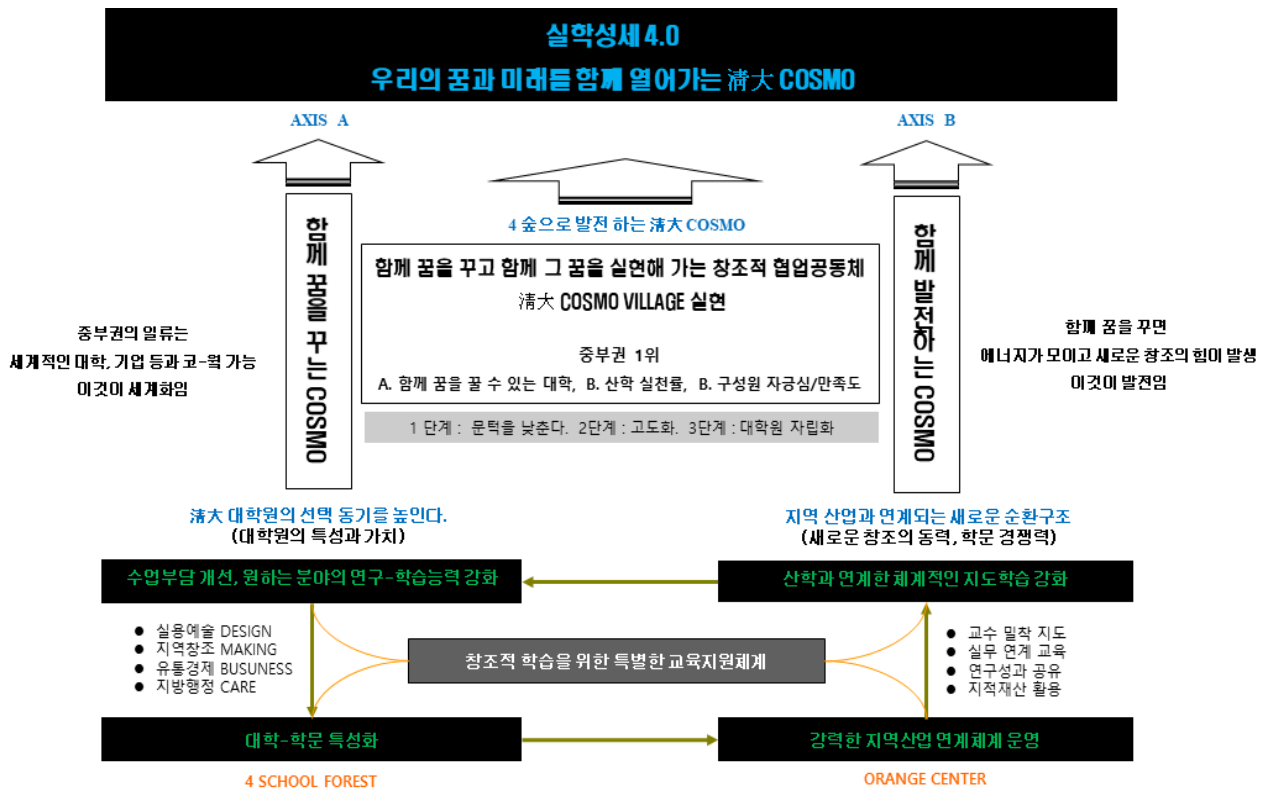 실학성세 4.0
우리의 꿈과 미래를 함께 열어가는 淸大 COSMO
AXIS A
AXIS B
함께 꿈을 꾸는 COSMO
4 숲으로 발전 하는 淸大 COSMO
함께 꿈을 꾸고 함께 그 꿈을 실현해 가는 창조적 협업공동체
淸大 COSMO VILLAGE 실현
중부권 1위
A. 함께 꿈을 꿀 수 있는 대학, B. 산학 실천률, B. 구성원 자긍심/만족도
1 단계 : 문턱을 낮춘다. 2단계 : 고도화. 3단계 : 대학원 자립화
함께 발전하는 COSMO
중부권의 일류는
세계적인 대학, 기업 등과 코-웍 가능
이것이 세계화임
함께 꿈을 꾸면
에너지가 모이고 새로운 창조의 힘이 발생
이것이 발전임
淸大 대학원의 선택 동기를 높인다.
(대학원의 특성과 가치)
지역 산업과 연계되는 새로운 순환구조
(새로운 창조의 동력, 학문 경쟁력)
수업부담 개선, 원하는 분야의 연구-학습능력 강화
산학과 연계한 체계적인 지도학습 강화
● 실용예술 DESIGN
● 지역창조 MAKING
● 유통경제 BUSUNESS
● 지방행정 CARE
창조적 학습을 위한 특별한 교육지원체계
● 교수 밀착 지도
● 실무 연계 교육
● 연구성과 공유
● 지적재산 활용
대학-학문 특성화
강력한 지역산업 연계체계 운영
4 SCHOOL FOREST
ORANGE CENTER